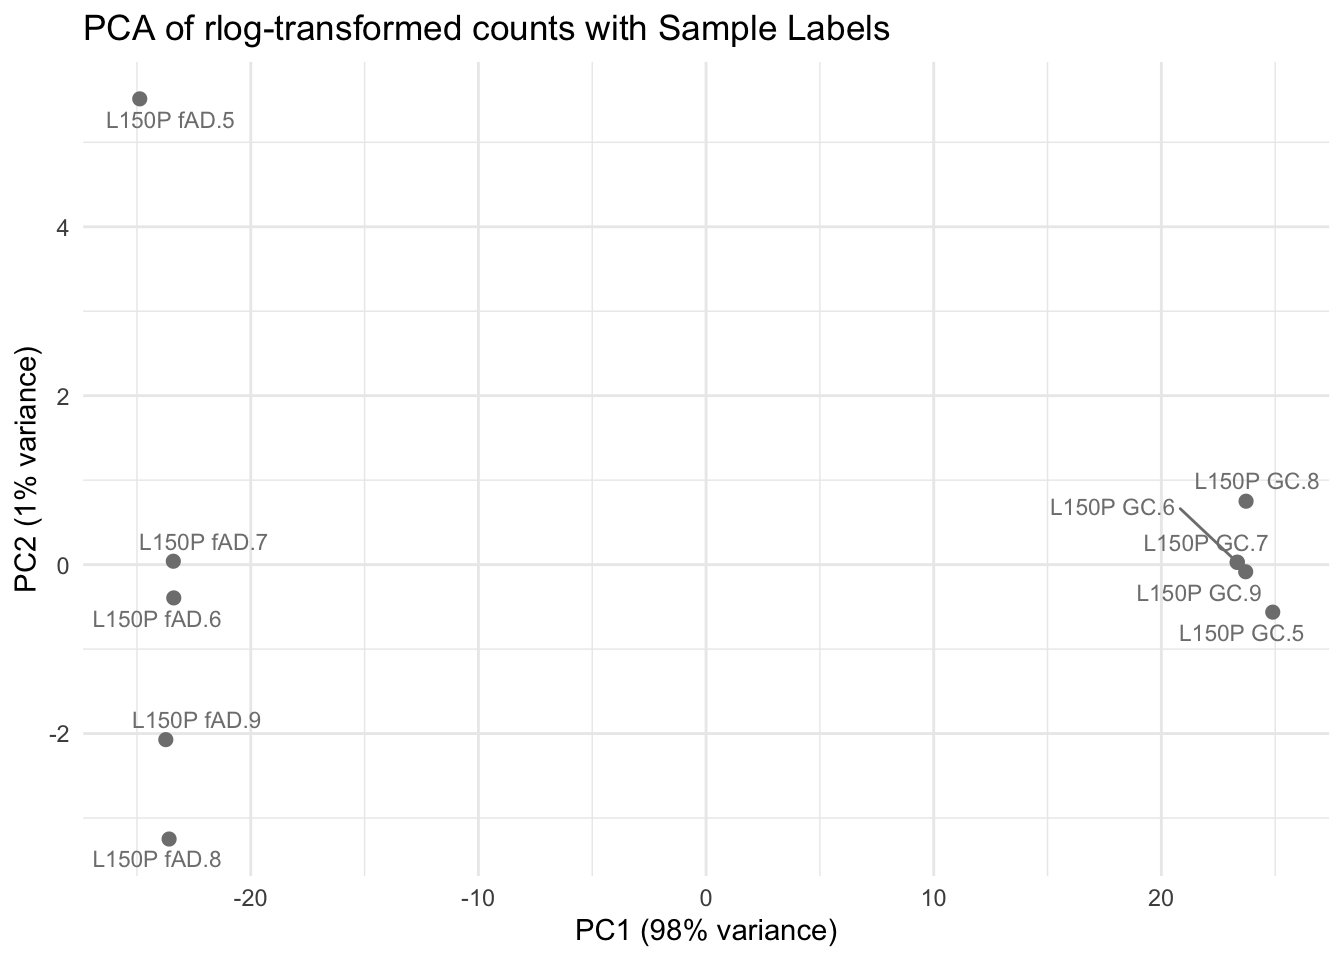 PCA of rlog-transformed counts with Sample Labels
L150P fAD.5
4
PC2 (1% variance)
2
L150P GC.8
L150P GC.6
L150P fAD.7
L150P GC.7
0
L150P GC.9
L150P fAD.6
L150P GC.5
L150P fAD.9
-2
L150P fAD.8
-20
-10
0
10
20
PC1 (98% variance)